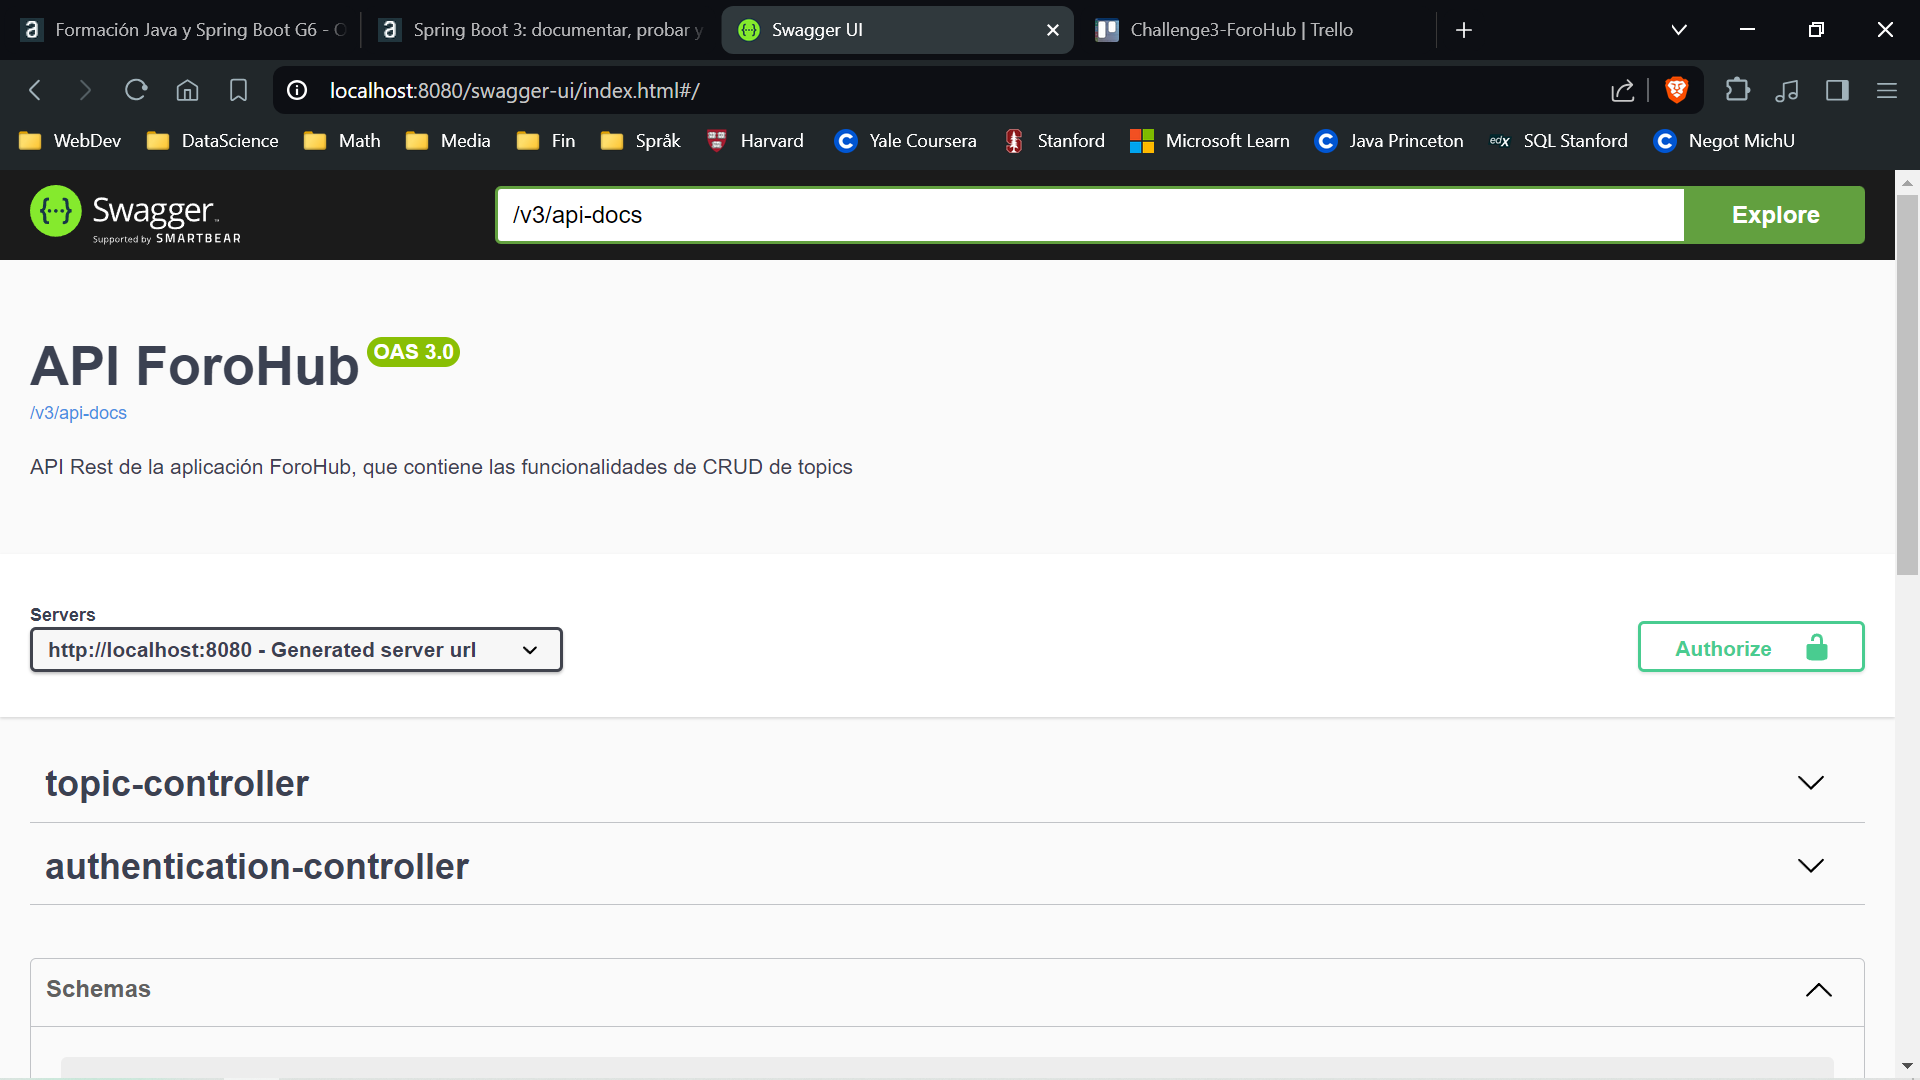 Formación Java y Spring Boot G6 - O
Spring Boot 3: documentar, probar y
Swagger UI
Challenge3-ForoHub | Trello
localhost:8080/swagger-ui/index.html#/
WebDev
DataScience
Math
Media
Fin
Språk
Harvard
Yale Coursera
Stanford
Microsoft Learn
Java Princeton
edX
SQL Stanford
Negot MichU
Swagger
Supported by SMARTBEAR
/v3/api-docs
Explore
API ForoHub
OAS 3.0
/v3/api-docs
API Rest de la aplicación ForoHub, que contiene las funcionalidades de CRUD de topics
Servers
http://localhost:8080 - Generated server url
Authorize
topic-controller
authentication-controller
Schemas